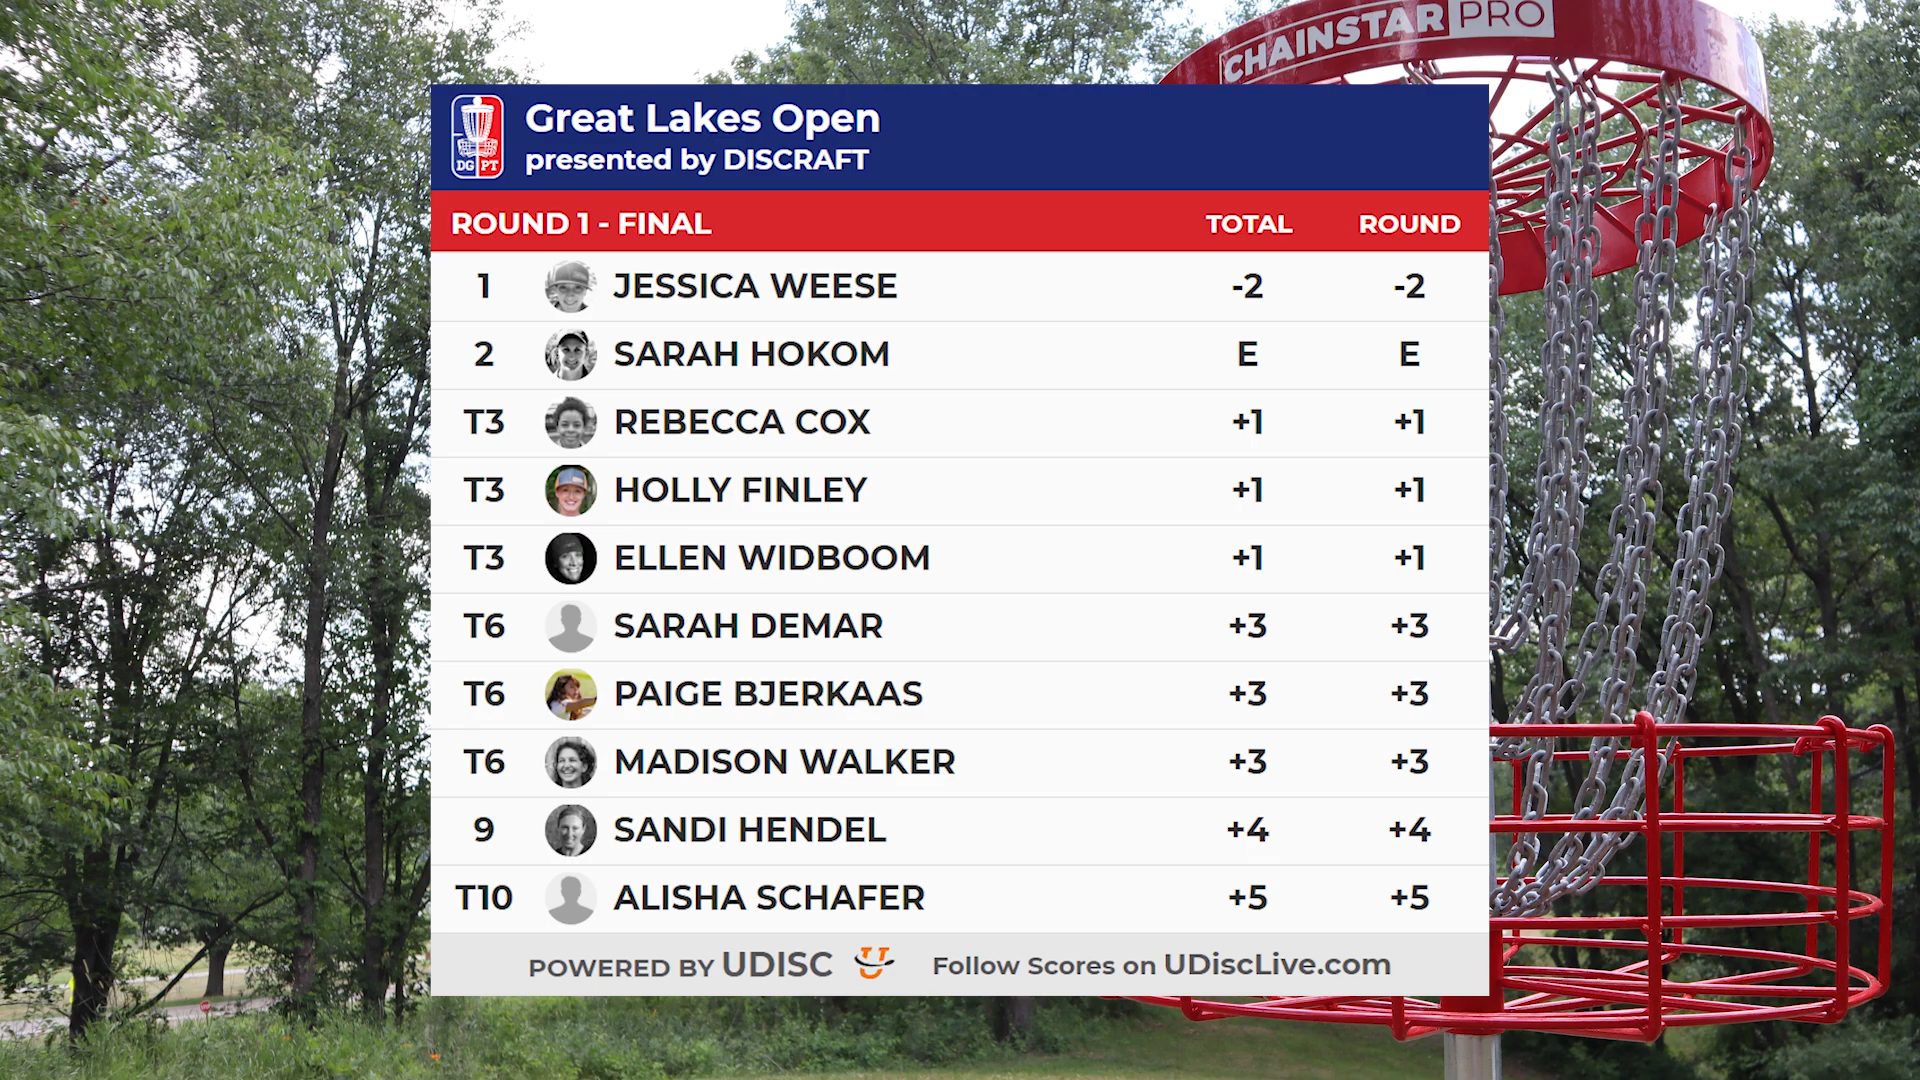 CHAINSTAR PRO
DG PT
Great Lakes Open
presented by DISCRAFT
ROUND 1 - FINAL TOTAL ROUND
1 JESSICA WEESE -2 -2
2 SARAH HOKOM E E
T3 REBECCA COX +1 +1
T3 HOLLY FINLEY +1 +1
T3 ELLEN WIDBOOM +1 +1
T6 SARAH DEMAR +3 +3
T6 PAIGE BJERKAAS +3 +3
T6 MADISON WALKER +3 +3
9 SANDI HENDEL +4 +4
T10 ALISHA SCHAFER +5 +5
POWERED BY UDISC Follow Scores on UDiscLive.com